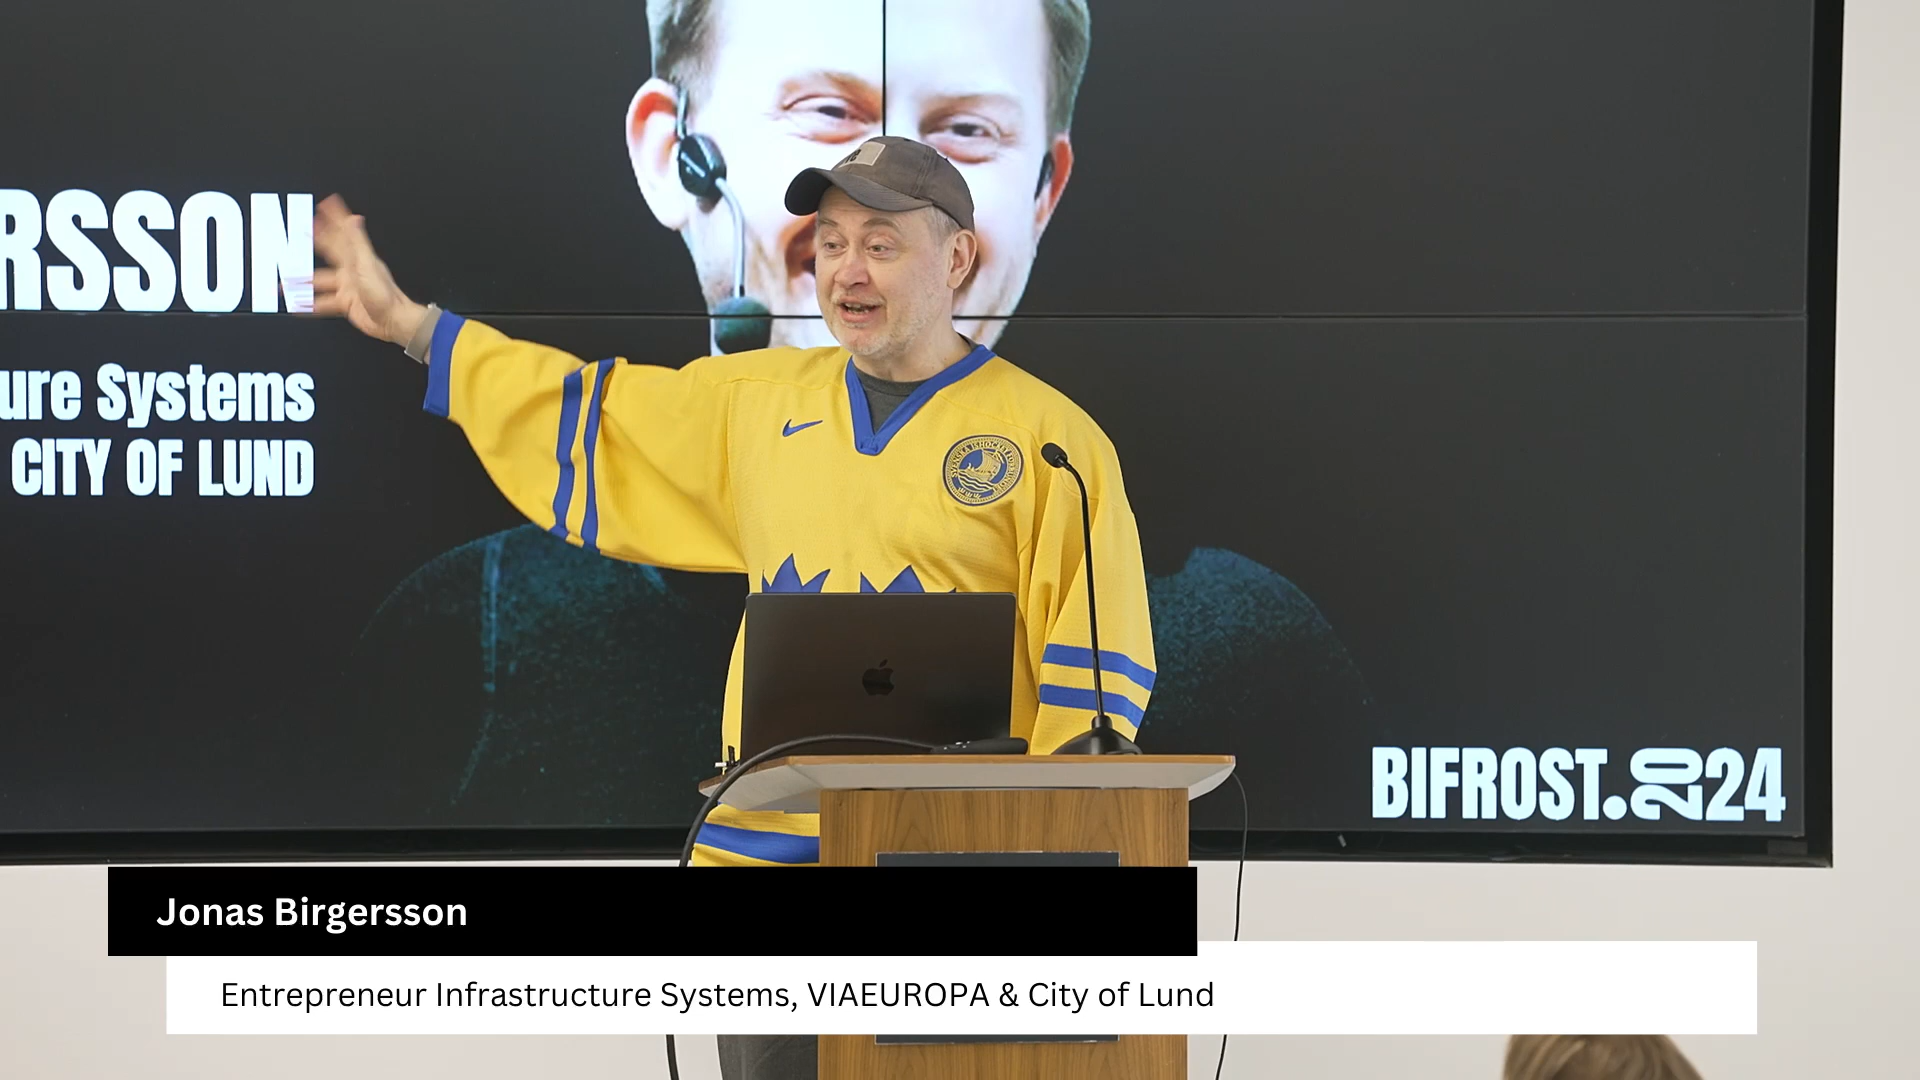 RSSON
ure Systems
CITY OF LUND
BIFROST.2024
Jonas Birgersson
Entrepreneur Infrastructure Systems, VIAEUROPA & City of Lund